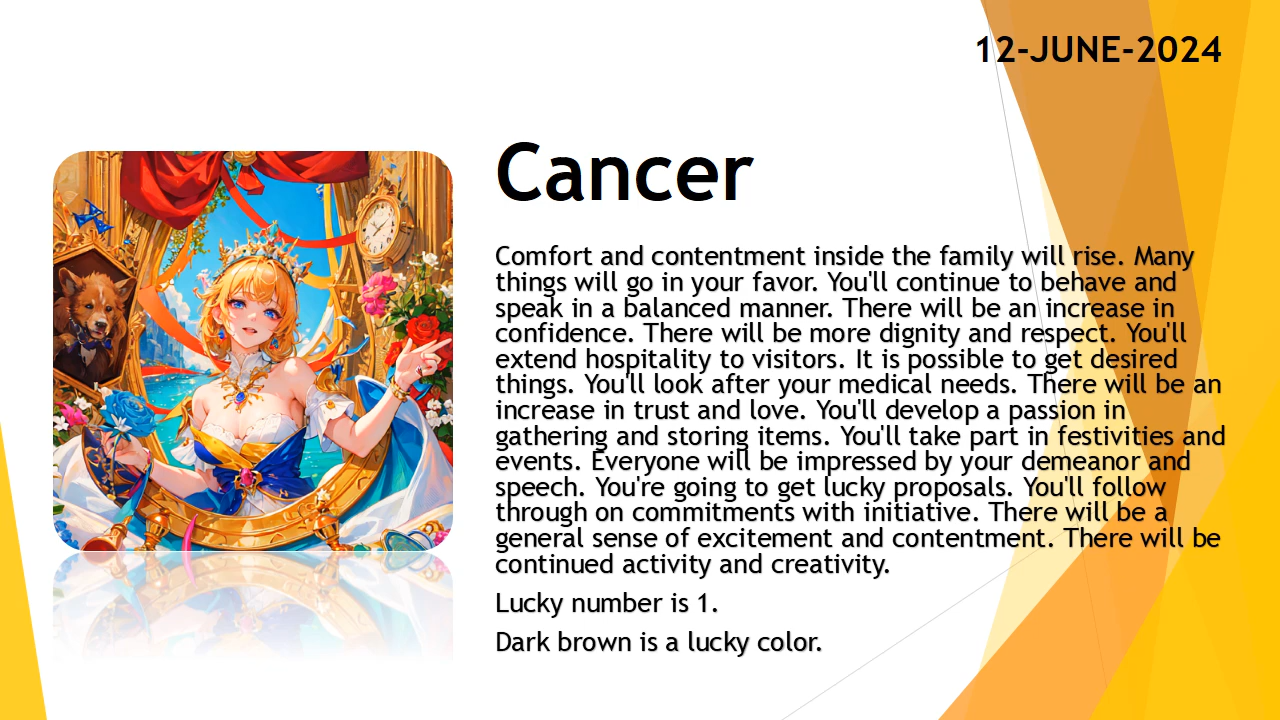 12-JUNE-2024
Cancer
Comfort and contentment inside the family will rise. Many
things will go in your favor. You'll continue to behave and
speak in a balanced manner. There will be an increase in
confidence. There will be more dignity and respect. You'll
extend hospitality to visitors. It is possible to get desired
things. You'll look after your medical needs. There will be an
increase in trust and love. You'll develop a passion in
gathering and storing items. You'll take part in festivities and
events. Everyone will be impressed by your demeanor and
speech. You're going to get lucky proposals. You'll follow
through on commitments with initiative. There will be a
general sense of excitement and contentment. There will be
continued activity and creativity.
Lucky number is 1.
Dark brown is a lucky color.